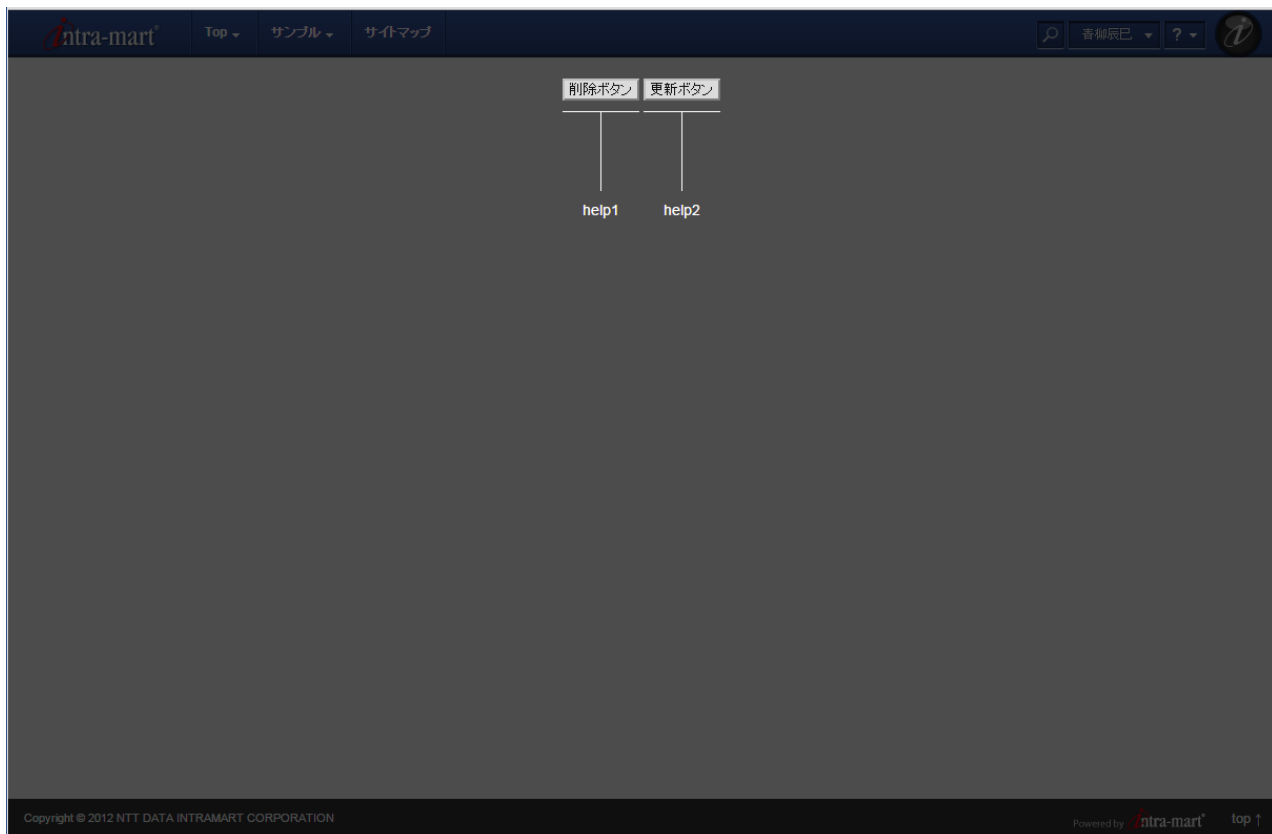 intra-mart®
Top サンプル サイトマップ
香柳辰巳 ?
削除ボタン 更新ボタン
help1 help2
Copyright © 2012 NTT DATA INTRAMART CORPORATION
Powered by intra-mart® top ↑